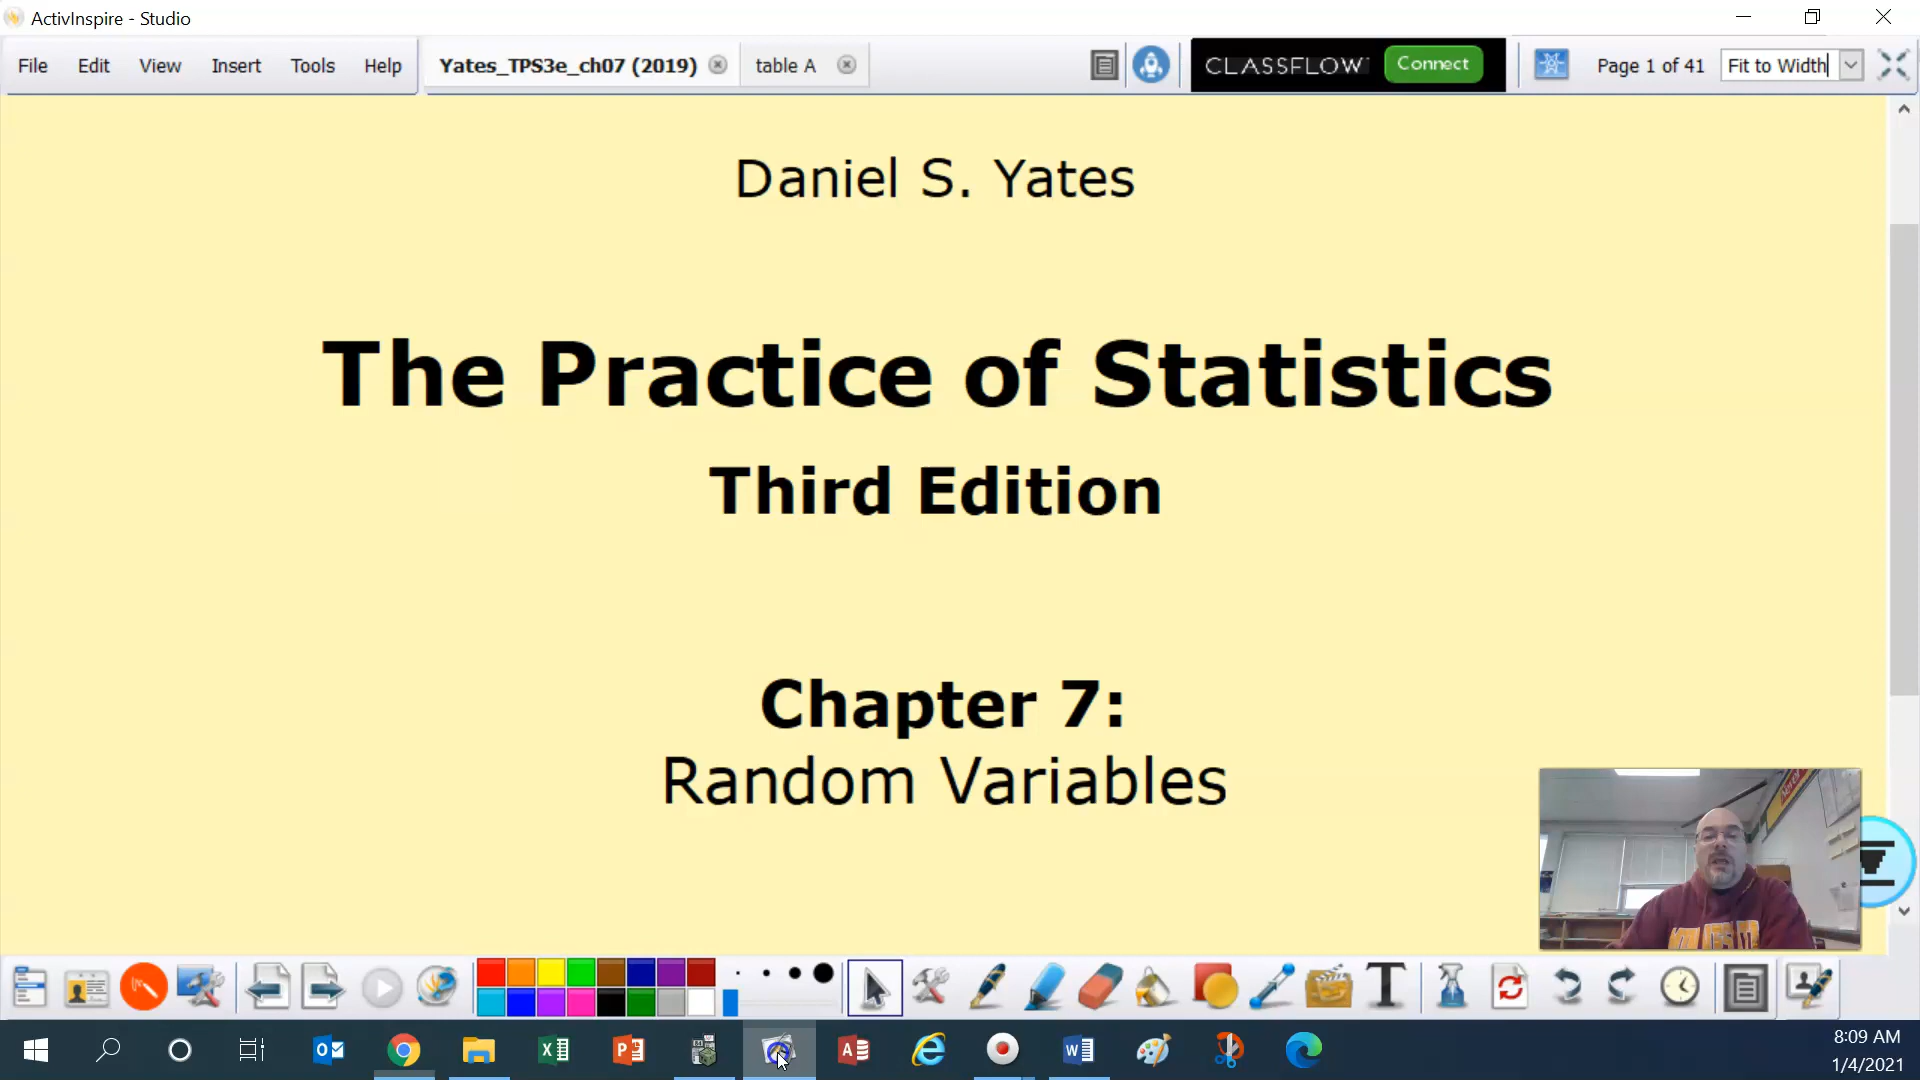 ActivInspire - Studio
File Edit View Insert Tools Help
Yates_TPS3e_ch07 (2019)
table A
CLASSFLOW
Connect
Page 1 of 41
Fit to Width
Daniel S. Yates
The Practice of Statistics
Third Edition
Chapter 7:
Random Variables
T
8:09 AM
1/4/2021